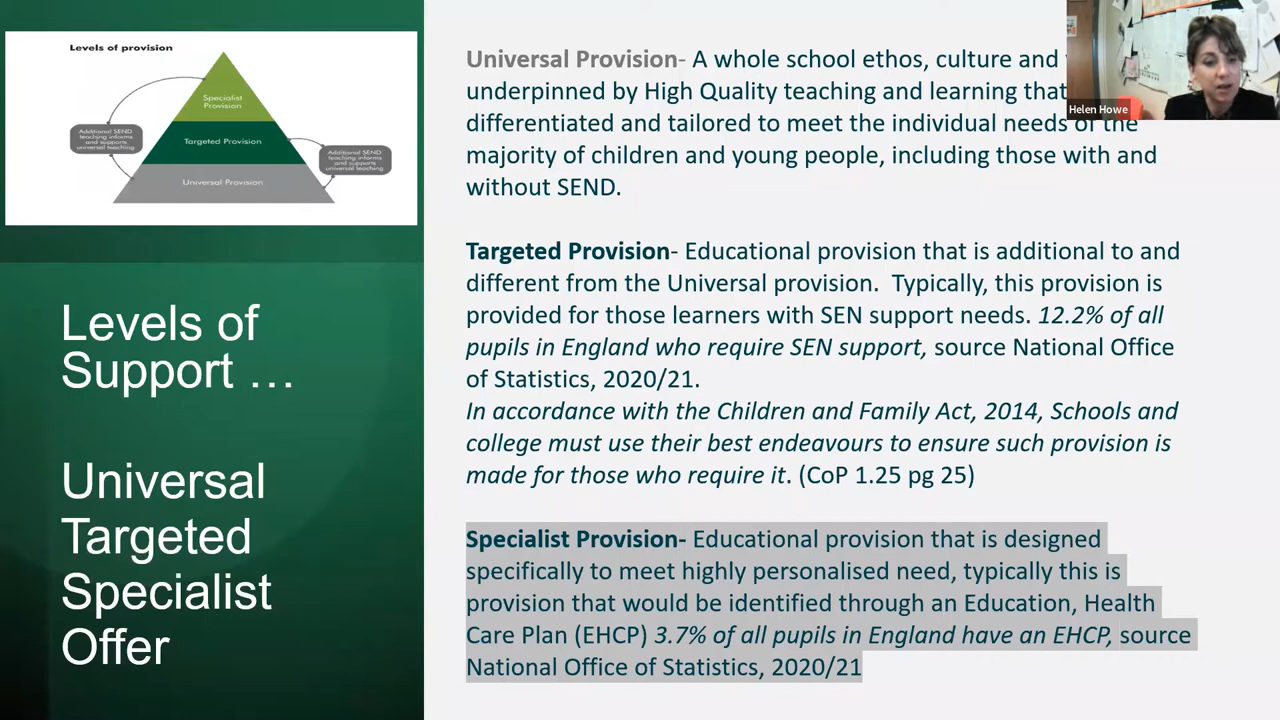 Levels of provision
Specialist
Provision
Additional SEND
teaching informs
and supports
universal teaching
Targeted Provision
Additional SEND
teaching informs
and supports
universal teaching
Universal Provision
Levels of
Support …
Universal
Targeted
Specialist
Offer
Universal Provision- A whole school ethos, culture and
underpinned by High Quality teaching and learning that
differentiated and tailored to meet the individual needs of the
majority of children and young people, including those with and
without SEND.
Targeted Provision- Educational provision that is additional to and
different from the Universal provision. Typically, this provision is
provided for those learners with SEN support needs. 12.2% of all
pupils in England who require SEN support, source National Office
of Statistics, 2020/21.
In accordance with the Children and Family Act, 2014, Schools and
college must use their best endeavours to ensure such provision is
made for those who require it. (CoP 1.25 pg 25)
Specialist Provision- Educational provision that is designed
specifically to meet highly personalised need, typically this is
provision that would be identified through an Education, Health
Care Plan (EHCP) 3.7% of all pupils in England have an EHCP, source
National Office of Statistics, 2020/21
Helen Howe